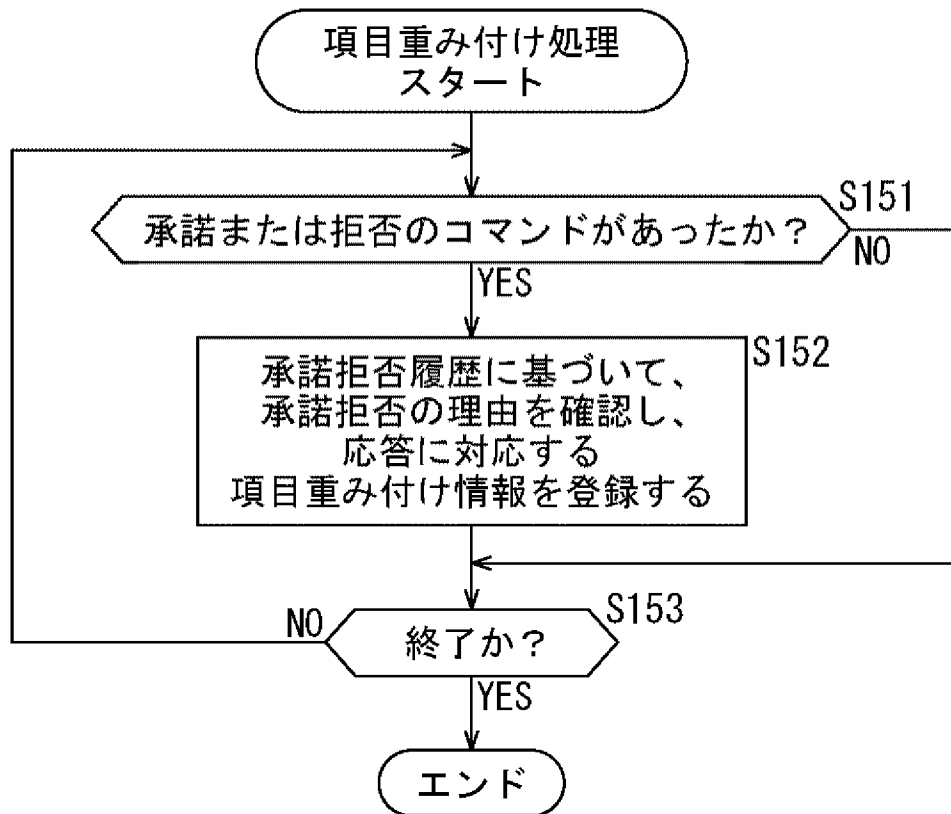 項目重み付け処理
スタート
S151
承諾または拒否のコマンドがあったか？
NO
YES
S152
承諾拒否履歴に基づいて、
承諾拒否の理由を確認し、
応答に対応する
項目重み付け情報を登録する
S153
NO
終了か？
YES
エンド